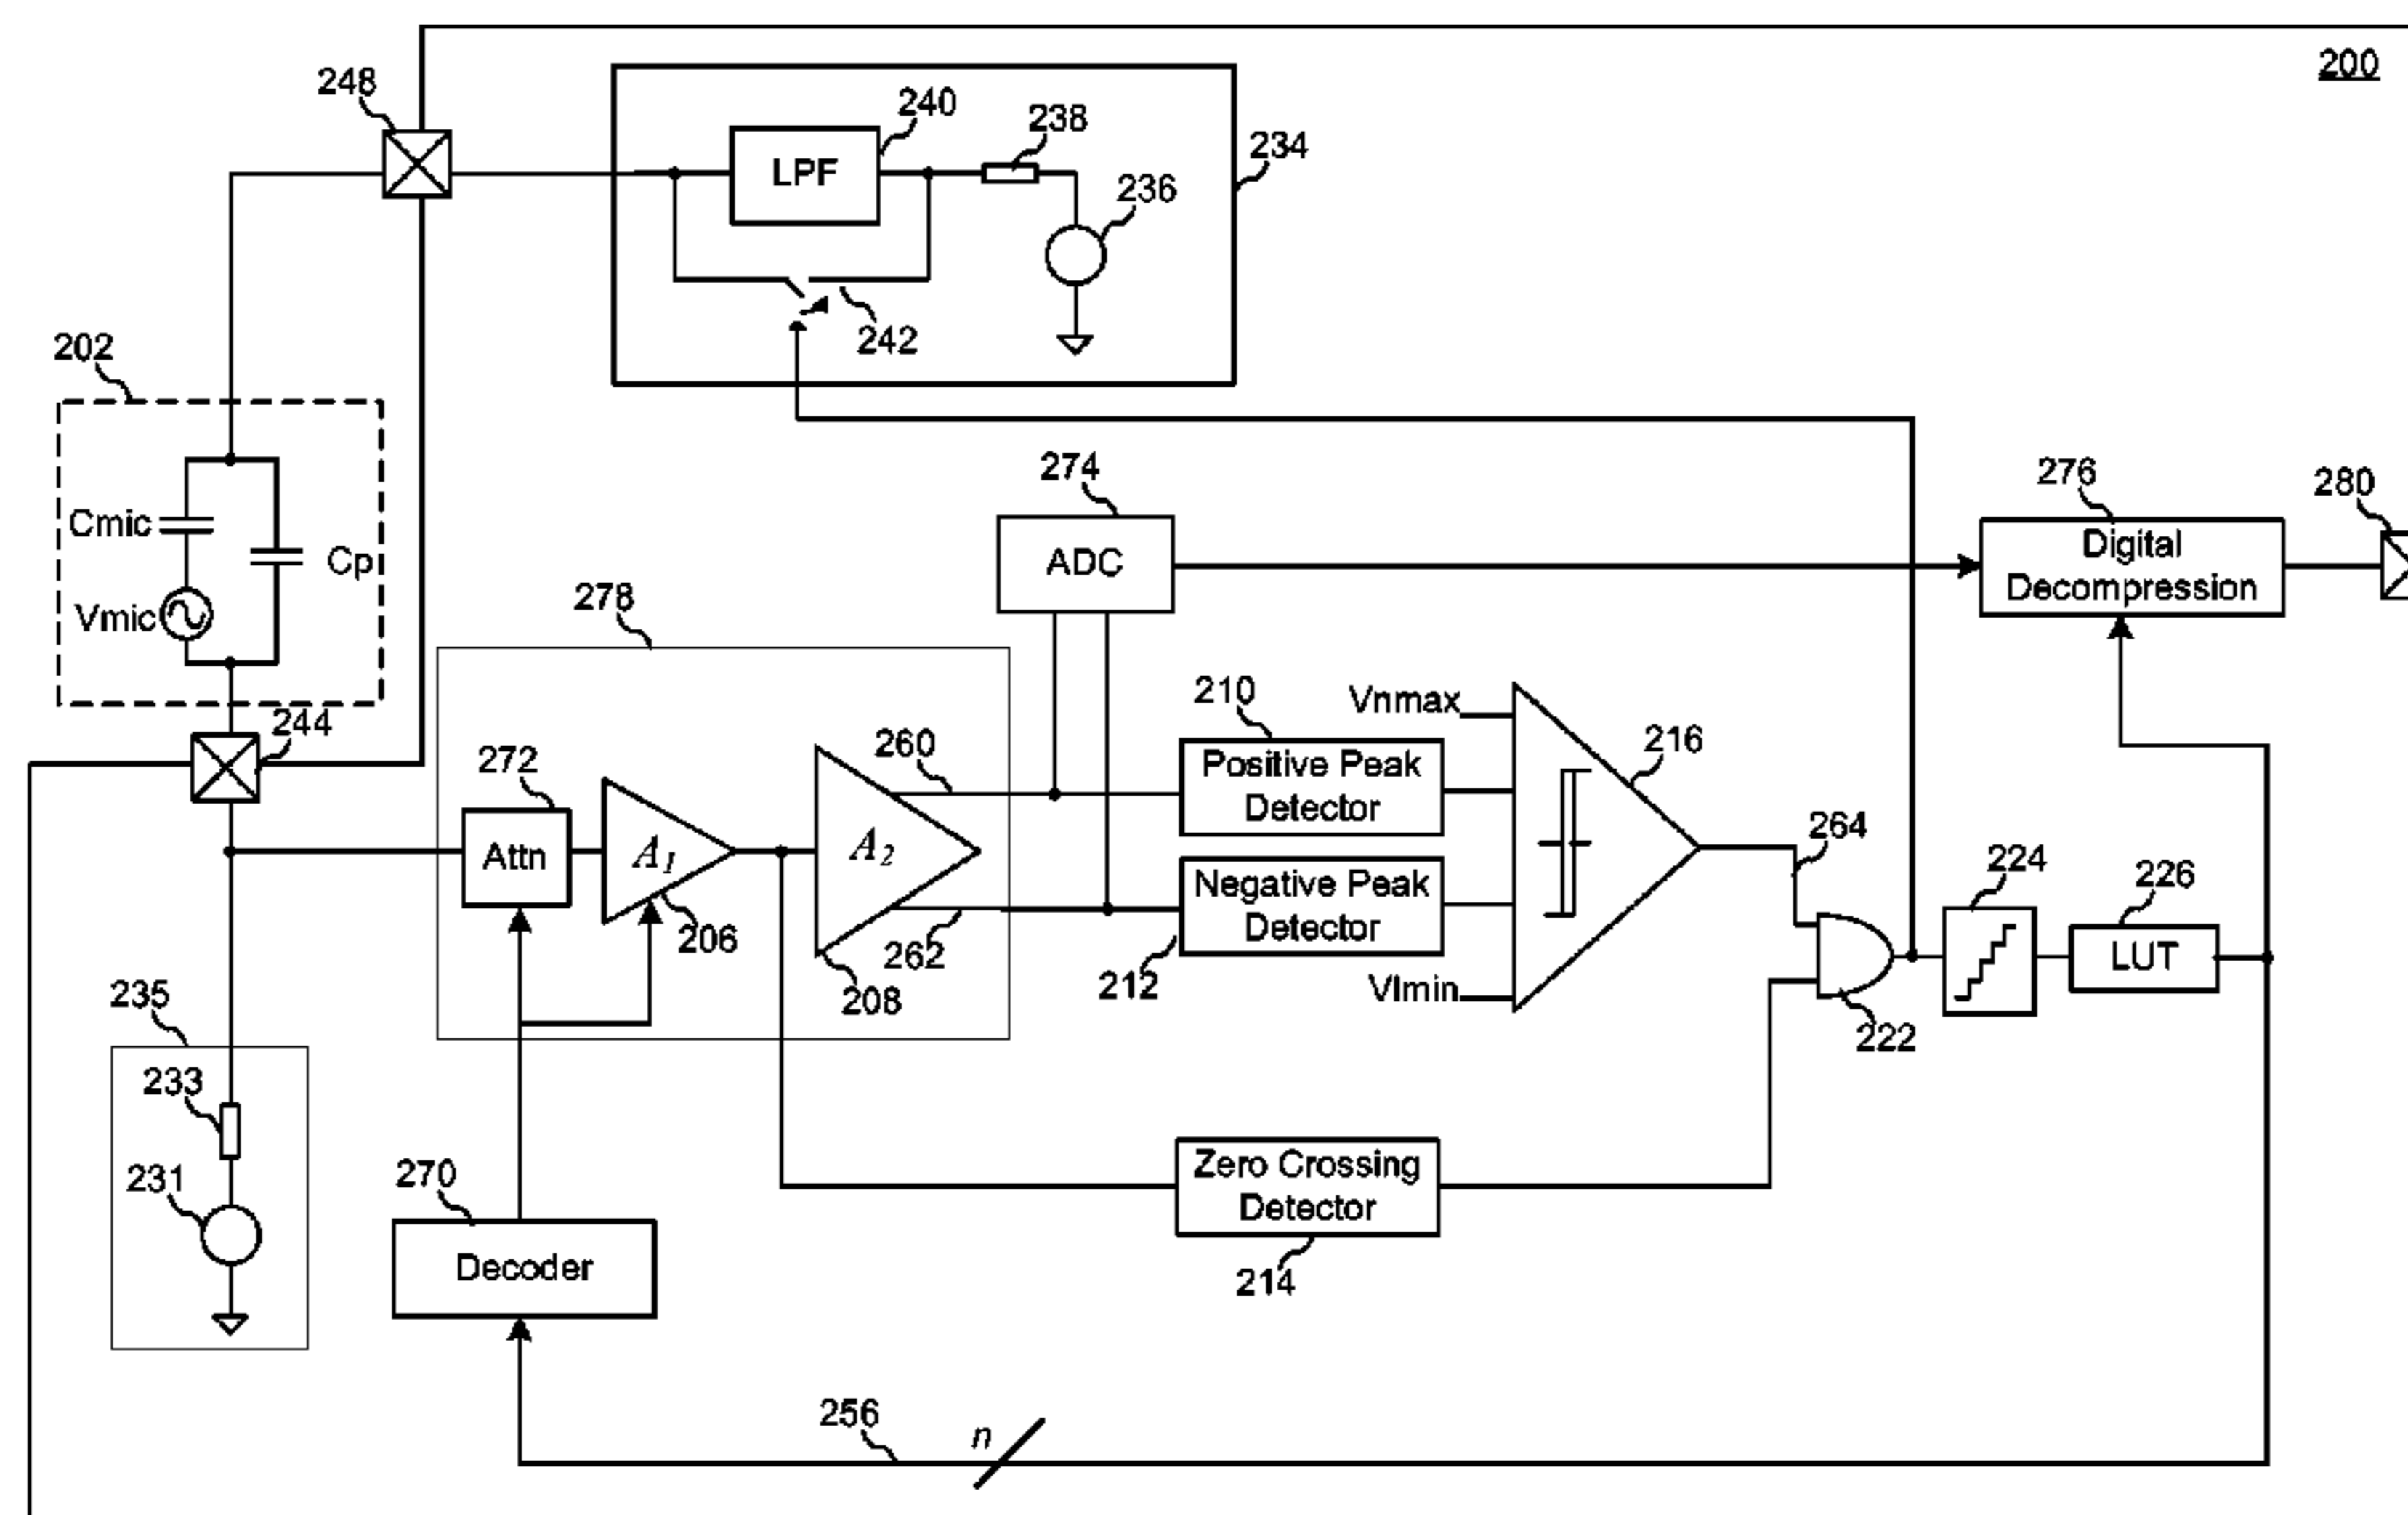 200
248
240
238
LPF
234
236
242
202
274
276
280
Cmic
Cp
ADC
Digital
Decompression
Vmic
278
210
Vnmax
244
260
216
272
Positive Peak
Detector
264
Attn
A1
A2
224
226
206
262
Negative Peak
Detector
LUT
212
Vlmin
208
222
235
233
Zero Crossing
Detector
231
270
Decoder
214
256
n